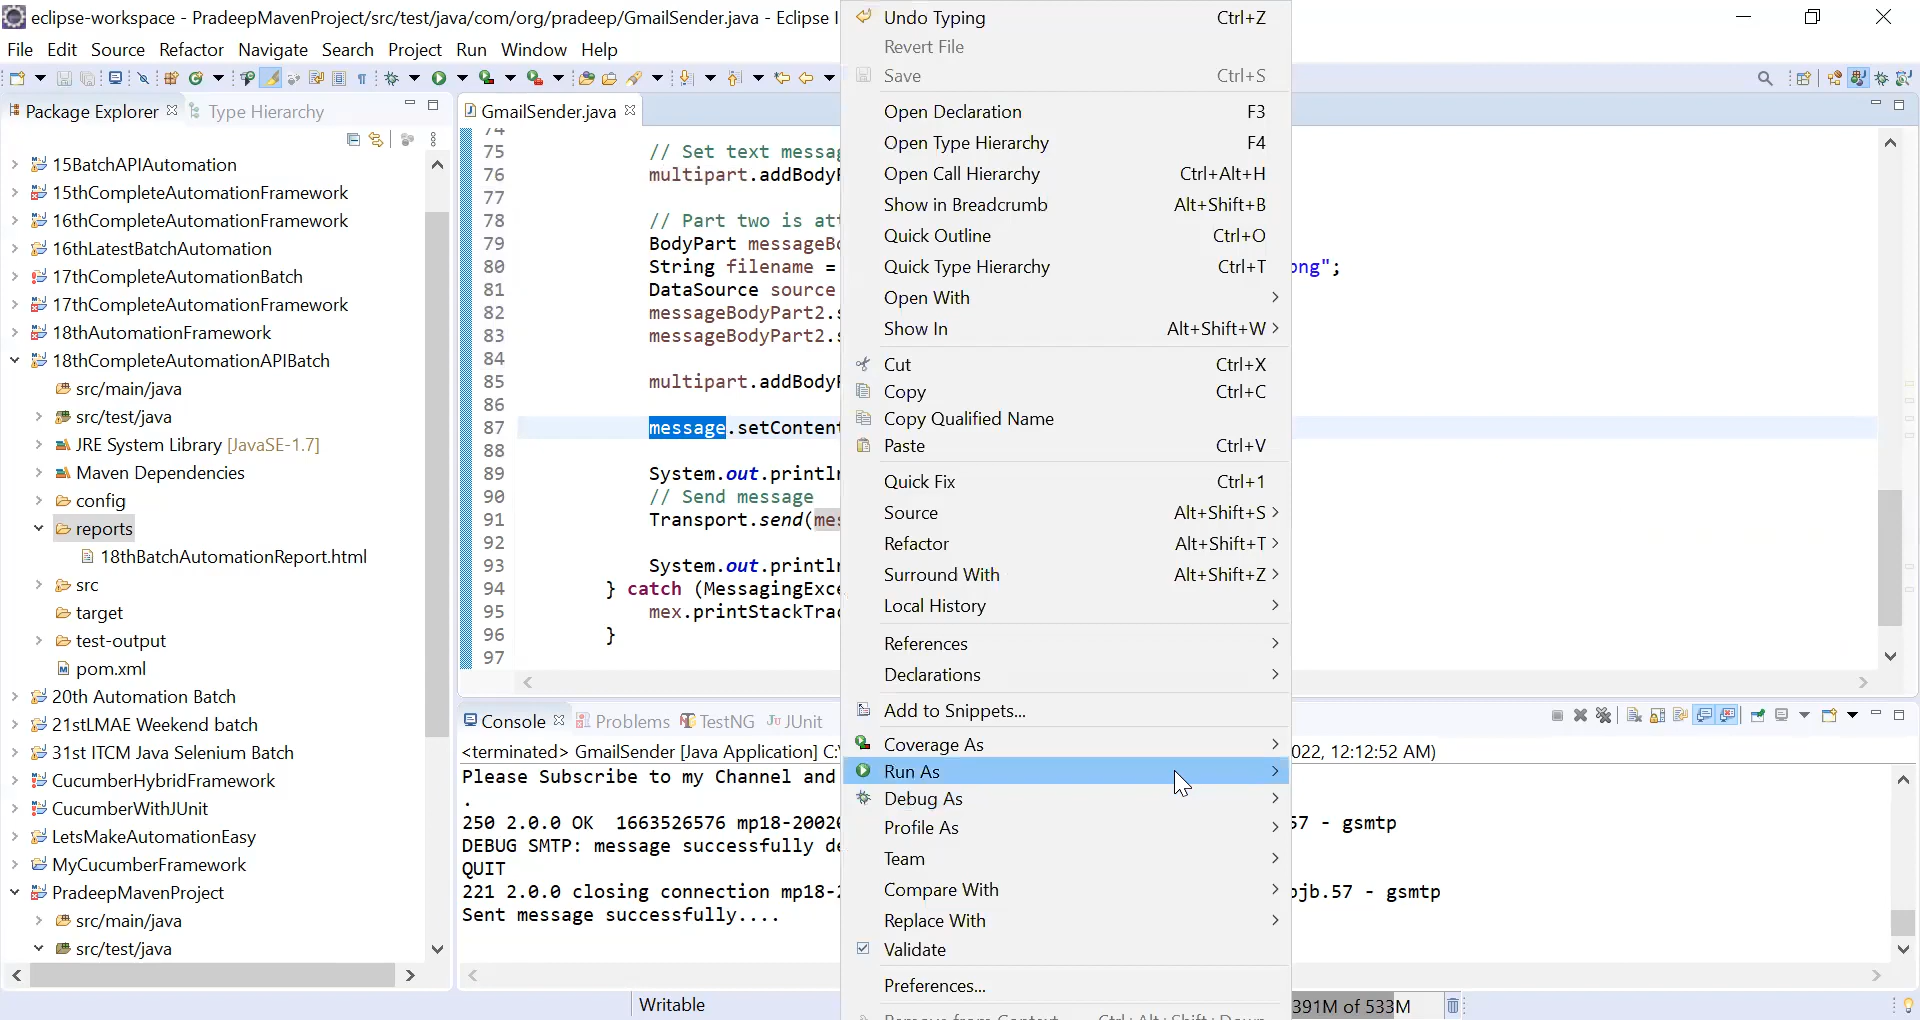 eclipse-workspace - PradeepMavenProject/src/test/java/com/org/pradeep/GmailSender.java - Eclipse I
File Edit Source Refactor Navigate Search Project Run Window Help
Package Explorer Type Hierarchy
15BatchAPIAutomation
15thCompleteAutomationFramework
16thCompleteAutomationFramework
16thLatestBatchAutomation
17thCompleteAutomationBatch
17thCompleteAutomationFramework
18thAutomationFramework
18thCompleteAutomationAPIBatch
src/main/java
src/test/java
JRE System Library [JavaSE-1.7]
Maven Dependencies
config
reports
18thBatchAutomationReport.html
src
target
test-output
pom.xml
20th Automation Batch
21stLMAE Weekend batch
31st ITCM Java Selenium Batch
CucumberHybridFramework
CucumberWithJUnit
LetsMakeAutomationEasy
MyCucumberFramework
PradeepMavenProject
src/main/java
src/test/java
GmailSender.java
74
75 // Set text messag
76 multipart.addBodyP
77
78 // Part two is att
79 BodyPart messageBo
80 String filename = png";
81 DataSource source
82 messageBodyPart2.s
83 messageBodyPart2.s
84
85 multipart.addBodyP
86
87 message.setContent
88
89 System.out.println
90 // Send message
91 Transport.send(mes
92
93 System.out.println
94 } catch (MessagingExce
95 mex.printStackTrac
96 }
97
Console Problems TestNG JUnit
<terminated> GmailSender [Java Application] C:\ 022, 12:12:52 AM)
Please Subscribe to my Channel and
.
250 2.0.0 OK 1663526576 mp18-20026 57 - gsmtp
DEBUG SMTP: message successfully de
QUIT
221 2.0.0 closing connection mp18-2 pjb.57 - gsmtp
Sent message successfully....
Writable
391M of 533M
Undo Typing Ctrl+Z
Revert File
Save Ctrl+S
Open Declaration F3
Open Type Hierarchy F4
Open Call Hierarchy Ctrl+Alt+H
Show in Breadcrumb Alt+Shift+B
Quick Outline Ctrl+O
Quick Type Hierarchy Ctrl+T
Open With
Show In Alt+Shift+W
Cut Ctrl+X
Copy Ctrl+C
Copy Qualified Name
Paste Ctrl+V
Quick Fix Ctrl+1
Source Alt+Shift+S
Refactor Alt+Shift+T
Surround With Alt+Shift+Z
Local History
References
Declarations
Add to Snippets...
Coverage As
Run As
Debug As
Profile As
Team
Compare With
Replace With
Validate
Preferences...